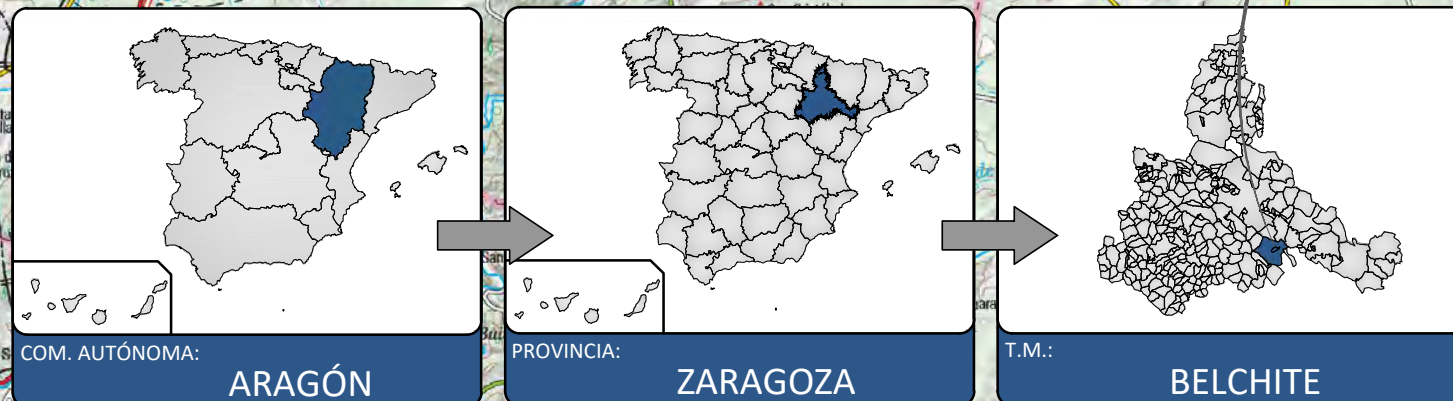 COM. AUTÓNOMA:
ARAGÓN
PROVINCIA:
ZARAGOZA
T.M.:
BELCHITE